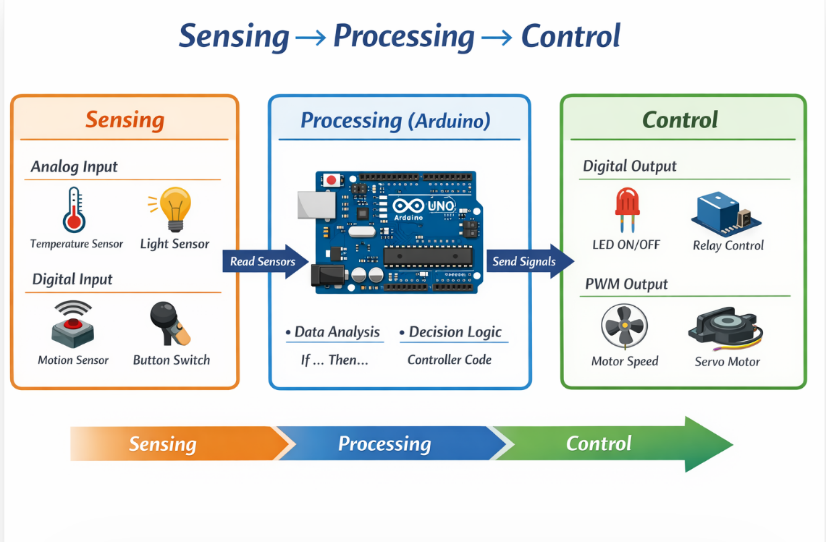 Sensing → Processing → Control
Sensing
Analog Input
Temperature Sensor
Light Sensor
Digital Input
Motion Sensor
Button Switch
Read Sensors
Processing (Arduino)
UNO
Arduino
• Data Analysis
• Decision Logic
If ... Then...
Controller Code
Send Signals
Control
Digital Output
LED ON/OFF
Relay Control
PWM Output
Motor Speed
Servo Motor
Sensing
Processing
Control